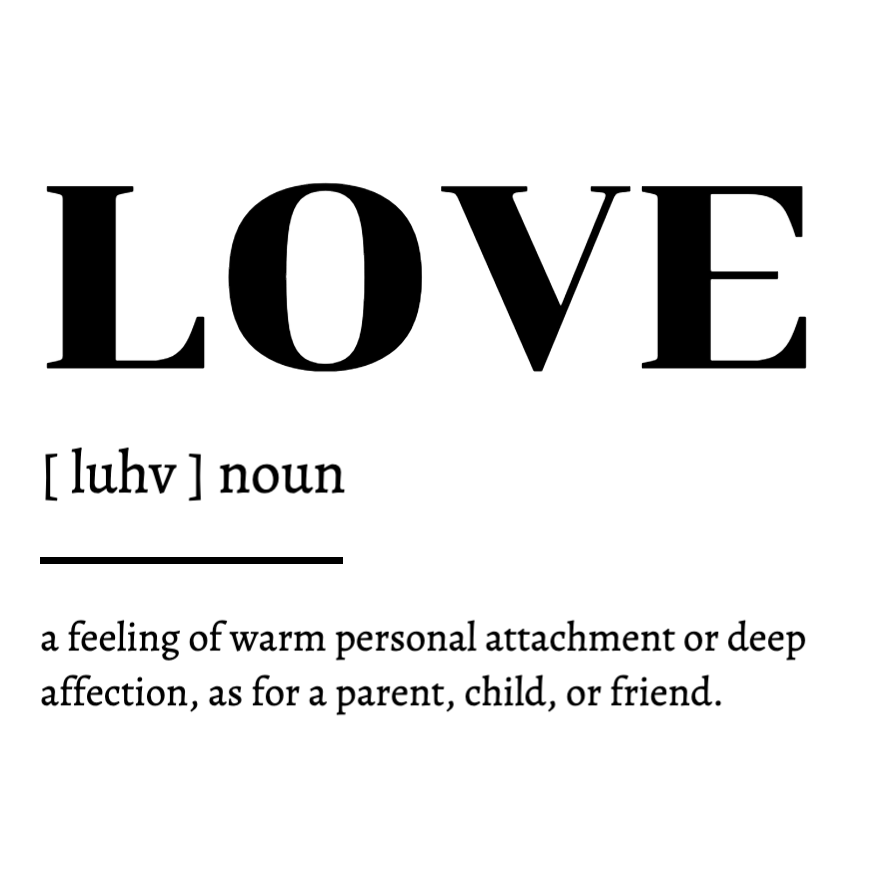 LOVE
[ luhv ] noun
a feeling of warm personal attachment or deep
affection, as for a parent, child, or friend.